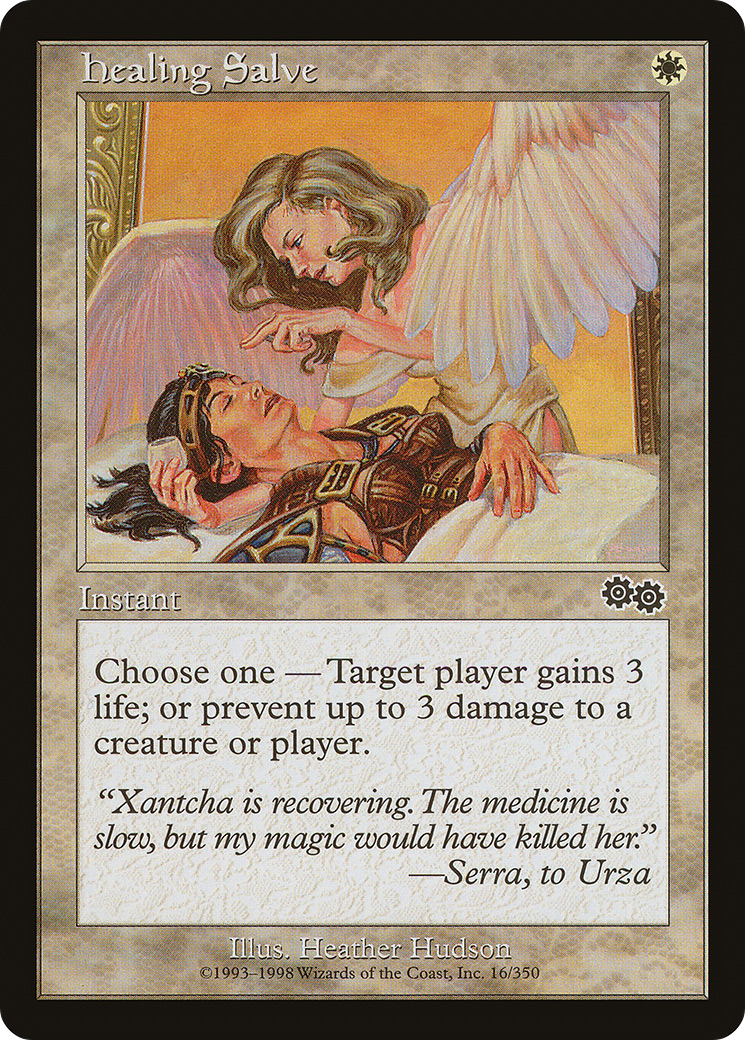 Healing Salve
Instant
Choose one — Target player gains 3
life; or prevent up to 3 damage to a
creature or player.
“Xantcha is recovering. The medicine is
slow, but my magic would have killed her.”
—Serra, to Urza
Illus. Heather Hudson
©1993–1998 Wizards of the Coast, Inc. 16/350